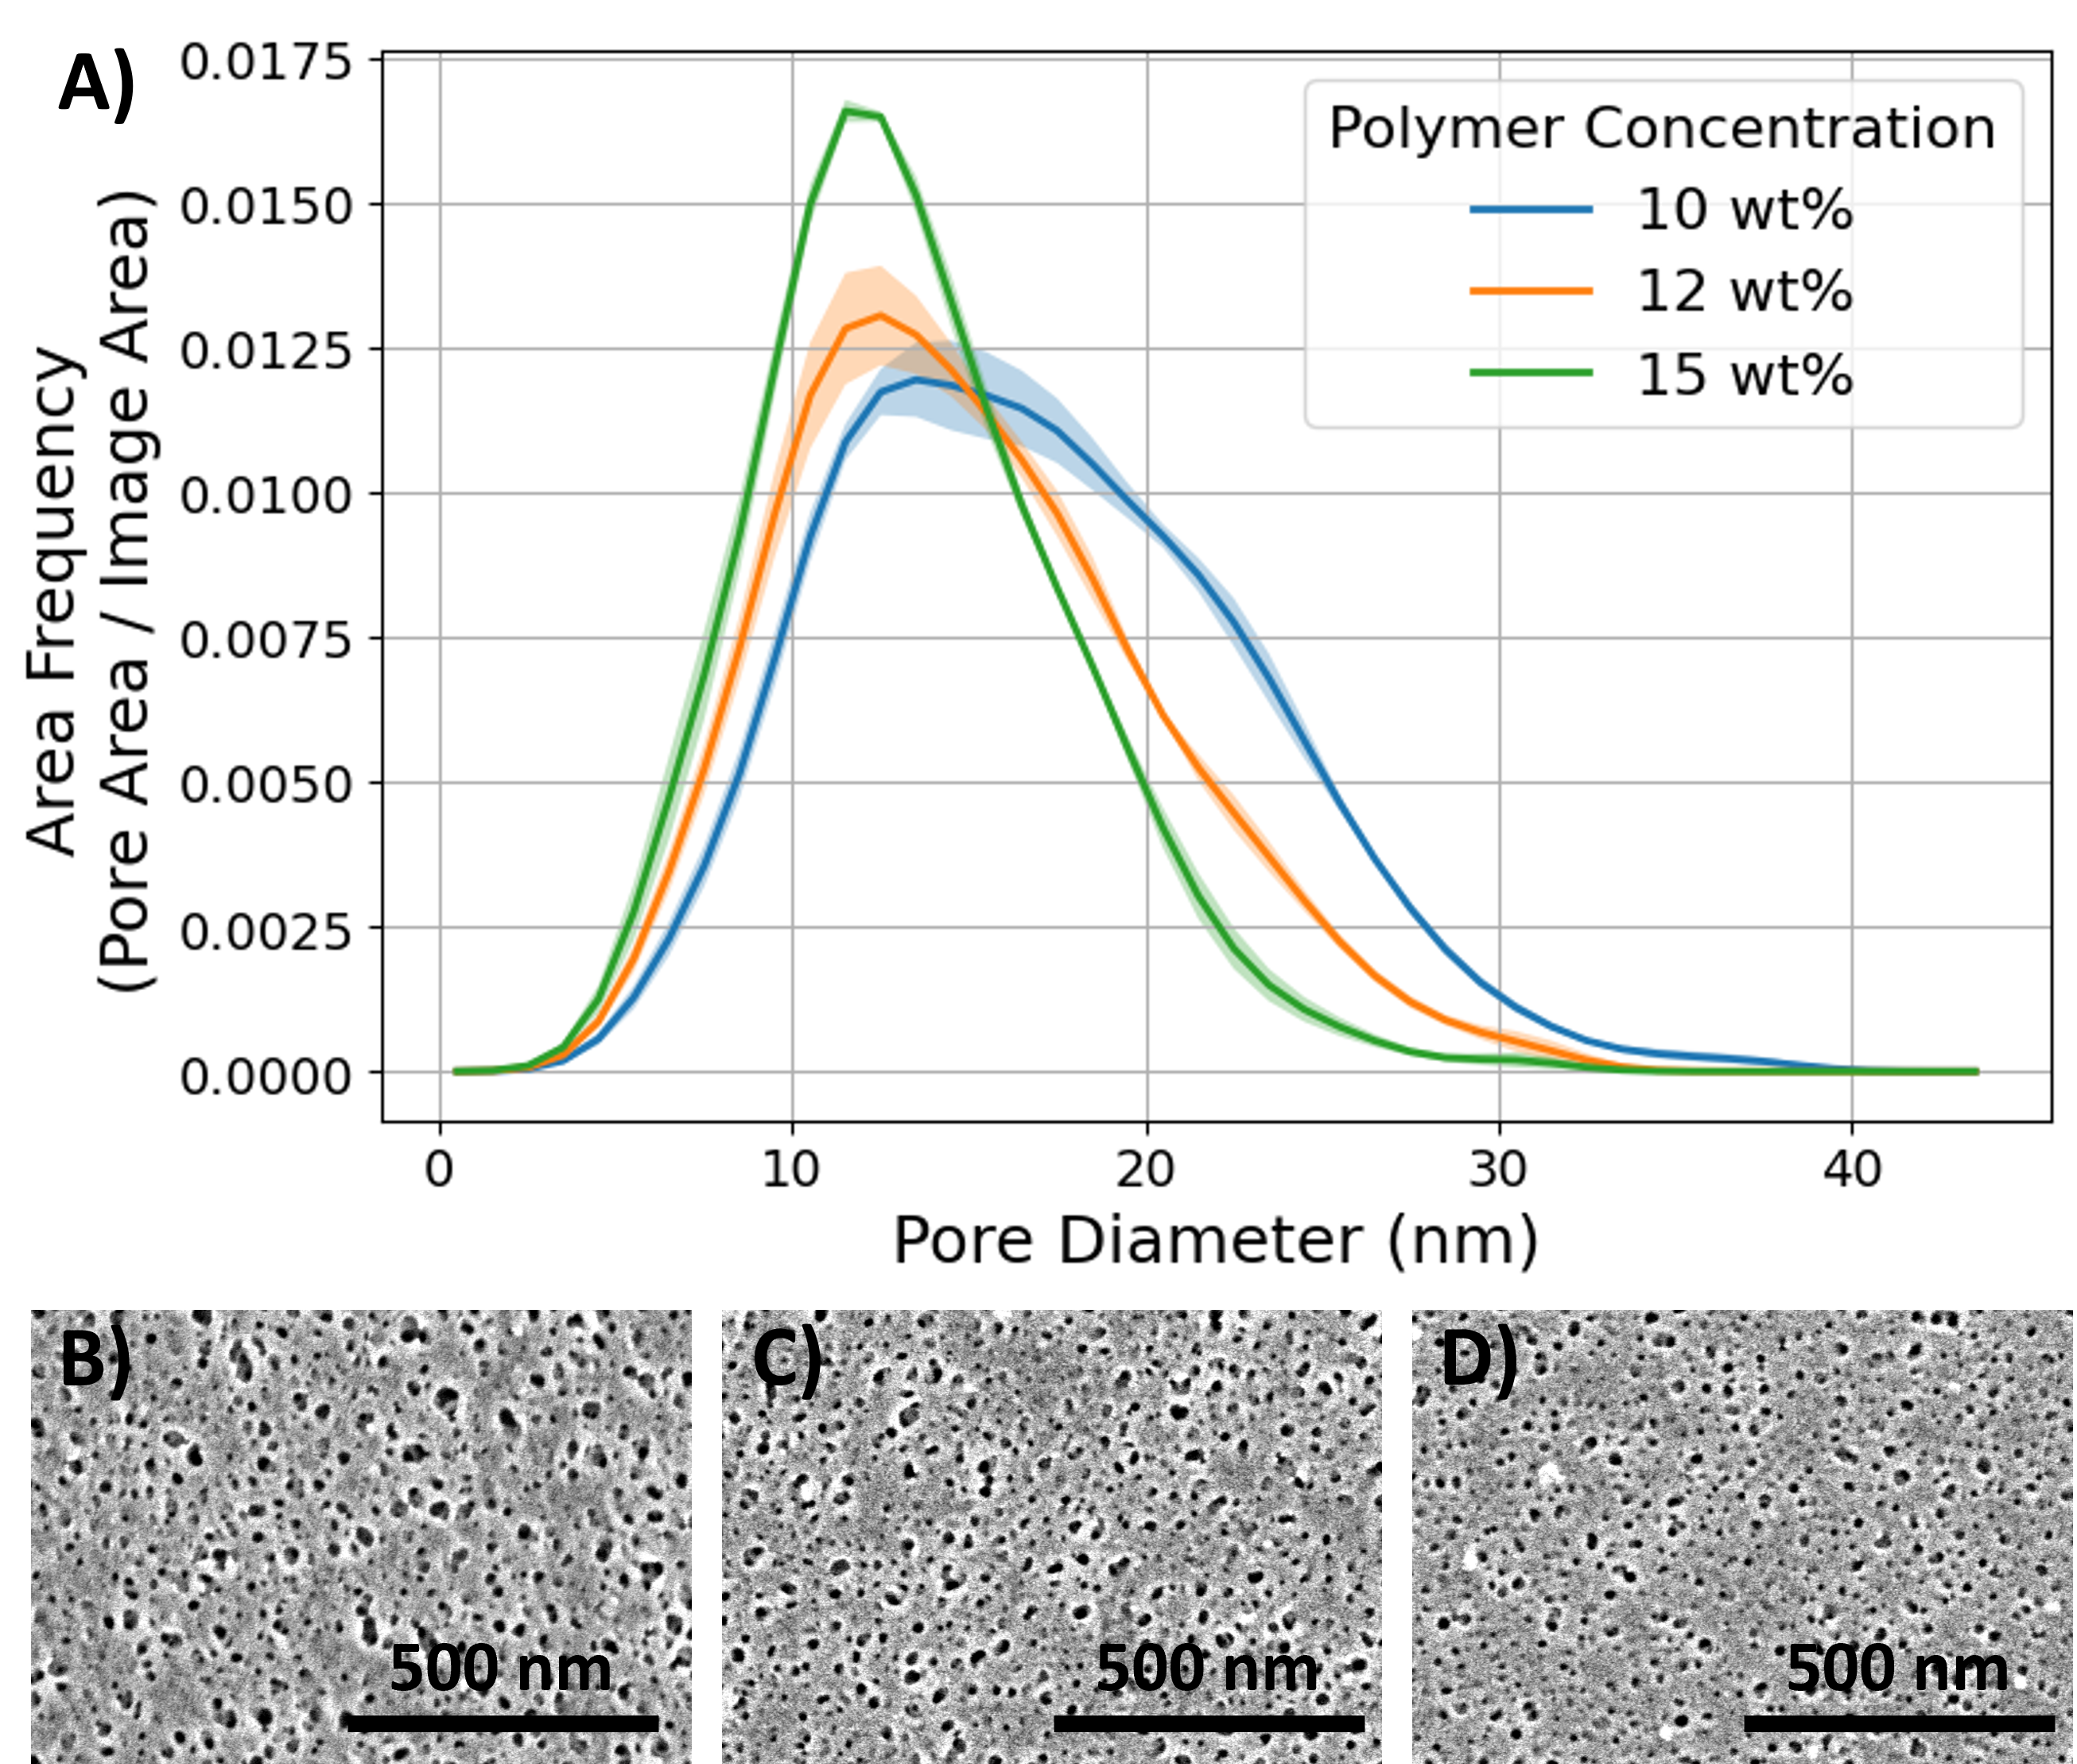 A)
0.0175
0.0150
0.0125
0.0100
0.0075
0.0050
0.0025
0.0000
Area Frequency
(Pore Area / Image Area)
Polymer Concentration
10 wt%
12 wt%
15 wt%
0 10 20 30 40
Pore Diameter (nm)
B)
500 nm
C)
500 nm
D)
500 nm